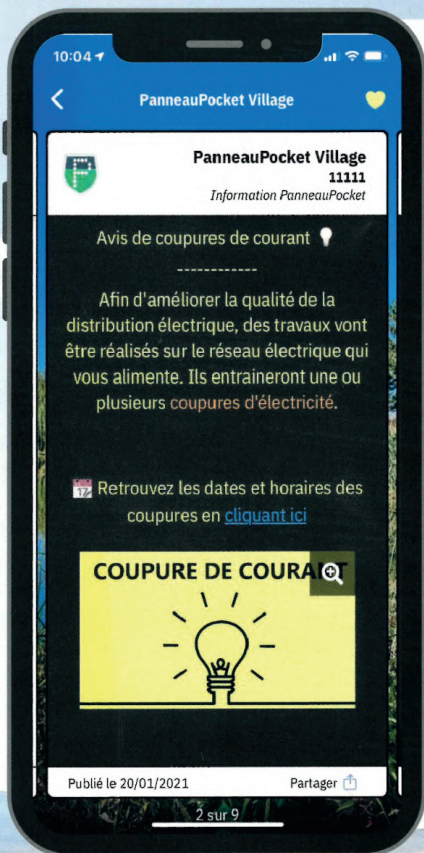 10:04
PanneauPocket Village
PanneauPocket Village
11111
Information PanneauPocket
Avis de coupures de courant
------------
Afin d'améliorer la qualité de la
distribution électrique, des travaux vont
être réalisés sur le réseau électrique qui
vous alimente. Ils entraineront une ou
plusieurs coupures d'électricité.
17 Retrouvez les dates et horaires des
coupures en cliquant ici
COUPURE DE COURANT
Publié le 20/01/2021
Partager
2 sur 9